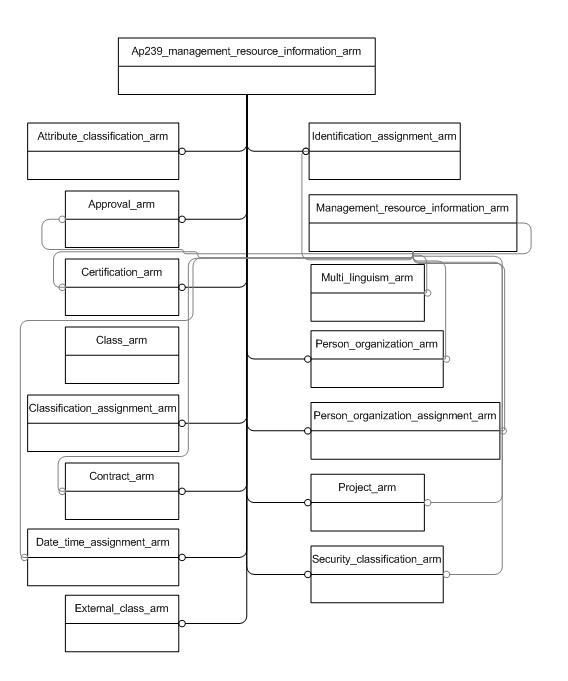 Ap239_management_resource_information_arm
Attribute_classification_arm
Identification_assignment_arm
Approval_arm
Management_resource_information_arm
Certification_arm
Multi_linguism_arm
Class_arm
Person_organization_arm
Classification_assignment_arm
Person_organization_assignment_arm
Contract_arm
Project_arm
Date_time_assignment_arm
Security_classification_arm
External_class_arm